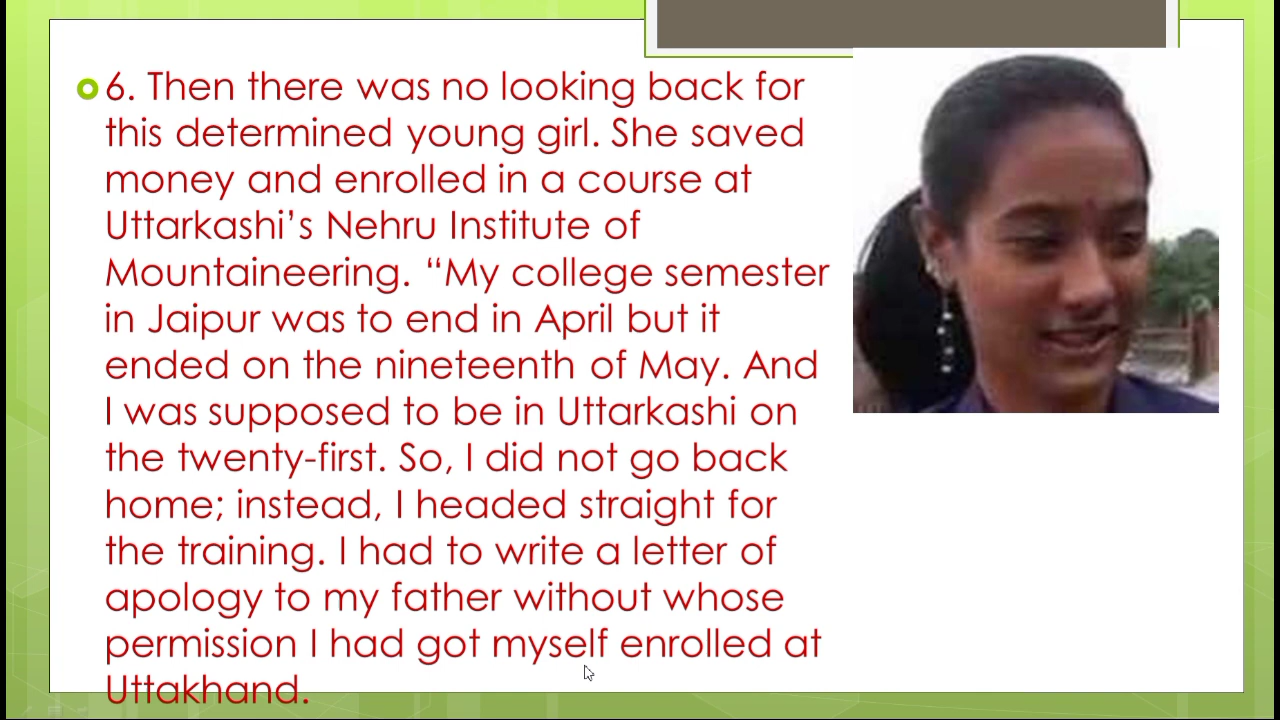 6. Then there was no looking back for
this determined young girl. She saved
money and enrolled in a course at
Uttarkashi’s Nehru Institute of
Mountaineering. “My college semester
in Jaipur was to end in April but it
ended on the nineteenth of May. And
I was supposed to be in Uttarkashi on
the twenty-first. So, I did not go back
home; instead, I headed straight for
the training. I had to write a letter of
apology to my father without whose
permission I had got myself enrolled at
Uttakhand.